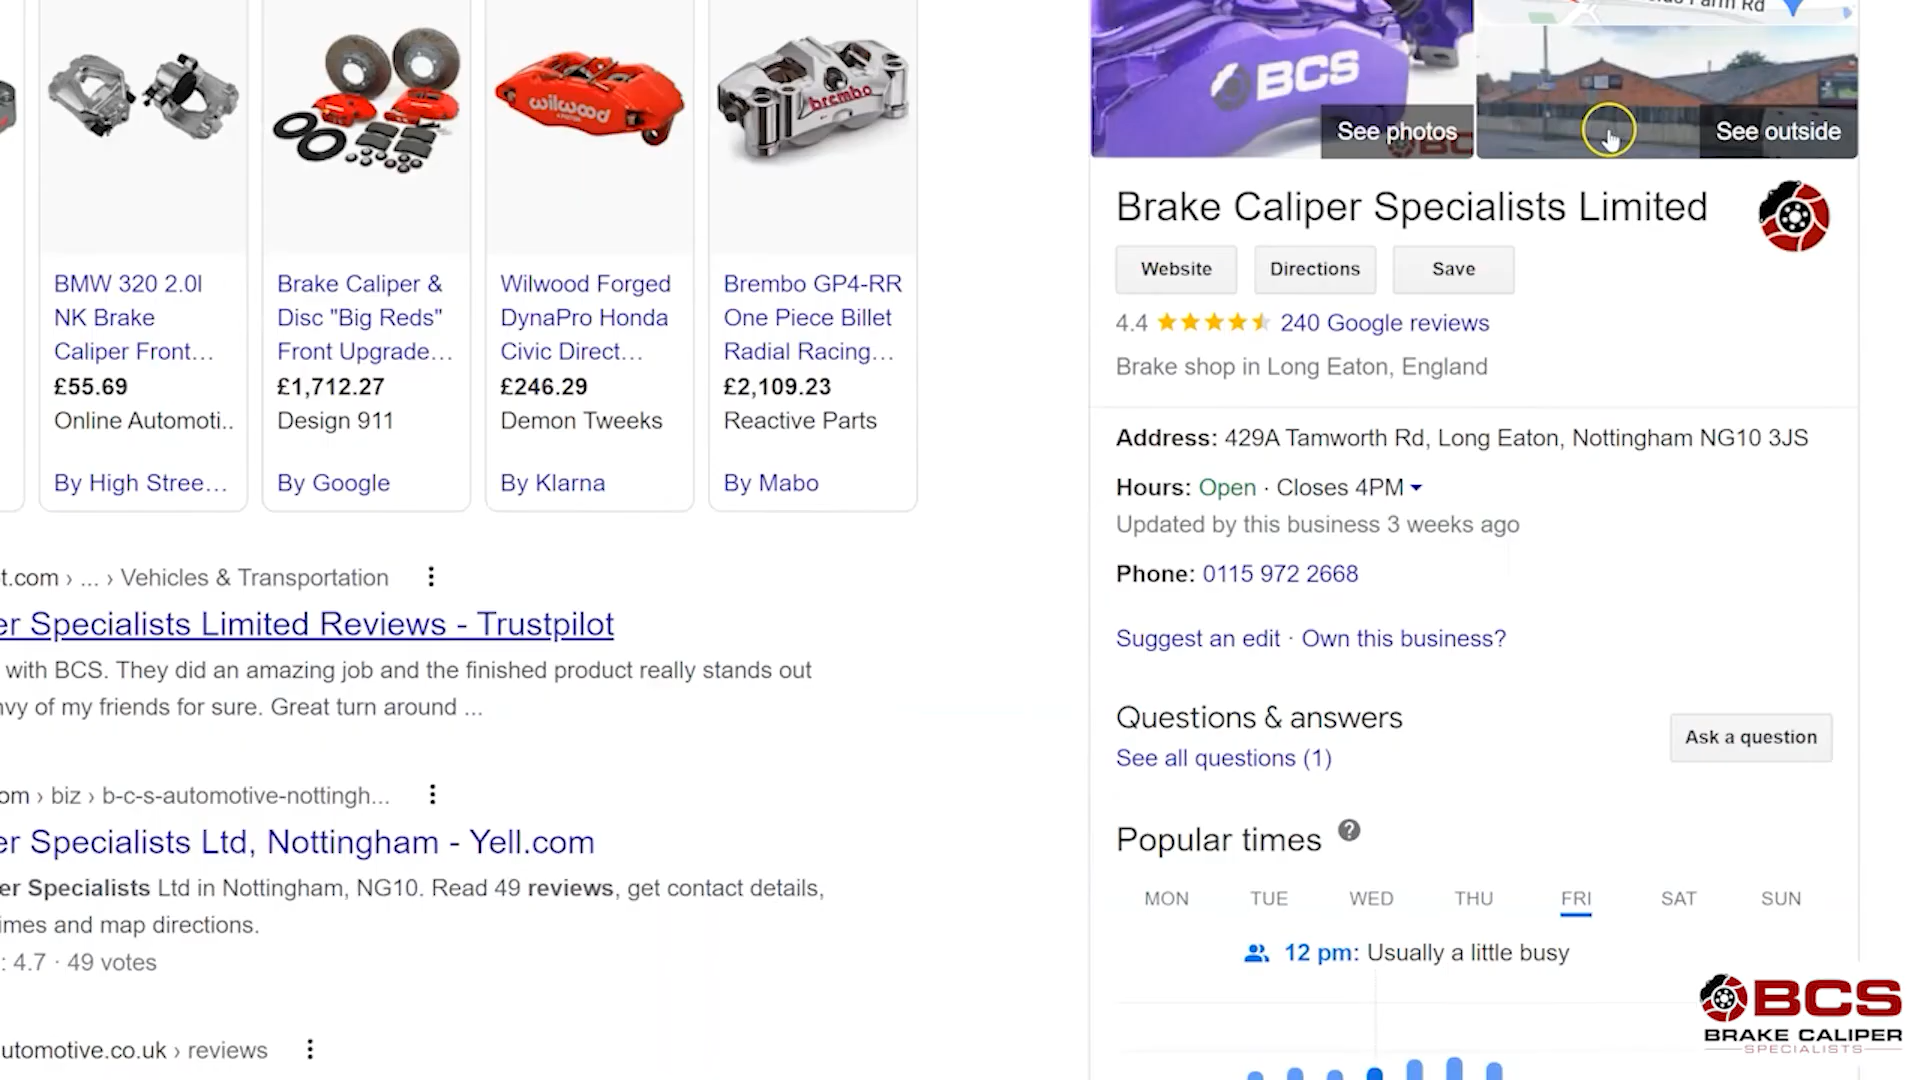 wilwood
brembo
BMW 320 2.0l
NK Brake
Caliper Front...
£55.69
Online Automoti..
By High Stree...
Brake Caliper &
Disc "Big Reds"
Front Upgrade...
£1,712.27
Design 911
By Google
Wilwood Forged
DynaPro Honda
Civic Direct...
£246.29
Demon Tweeks
By Klarna
Brembo GP4-RR
One Piece Billet
Radial Racing...
£2,109.23
Reactive Parts
By Mabo
t.com › ... › Vehicles & Transportation
er Specialists Limited Reviews - Trustpilot
with BCS. They did an amazing job and the finished product really stands out
nvy of my friends for sure. Great turn around ...
om › biz › b-c-s-automotive-nottingh...
er Specialists Ltd, Nottingham - Yell.com
er Specialists Ltd in Nottingham, NG10. Read 49 reviews, get contact details,
imes and map directions.
: 4.7 · 49 votes
utomotive.co.uk › reviews
Farm Rd
BCS
See photos
See outside
Brake Caliper Specialists Limited
Website
Directions
Save
4.4 240 Google reviews
Brake shop in Long Eaton, England
Address: 429A Tamworth Rd, Long Eaton, Nottingham NG10 3JS
Hours: Open · Closes 4PM
Updated by this business 3 weeks ago
Phone: 0115 972 2668
Suggest an edit · Own this business?
Questions & answers
See all questions (1)
Ask a question
Popular times
MON TUE WED THU FRI SAT SUN
12 pm: Usually a little busy
BCS
BRAKE CALIPER
SPECIALISTS